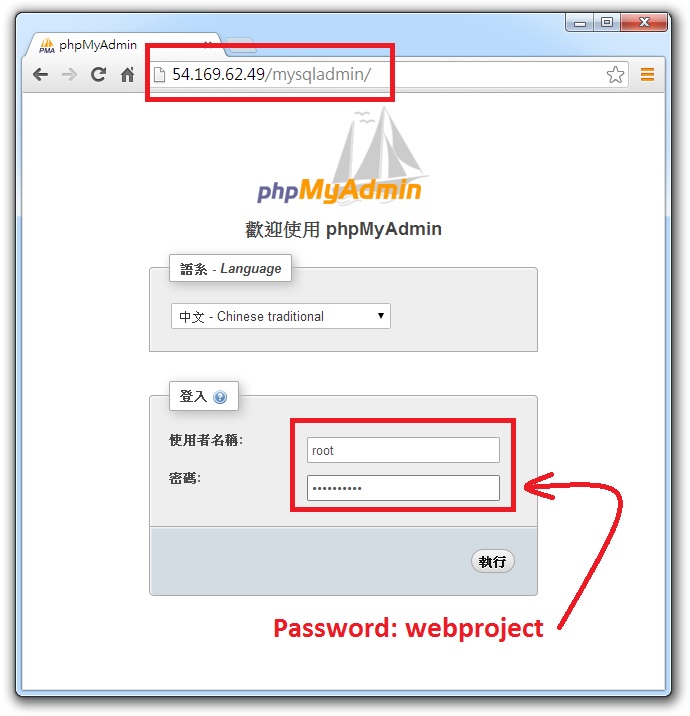 phpMyAdmin
54.169.62.49/mysqladmin/
phpMyAdmin
歡迎使用 phpMyAdmin
語系 - Language
中文 - Chinese traditional
登入
使用者名稱:
root
密碼:
••••••••••
執行
Password: webproject